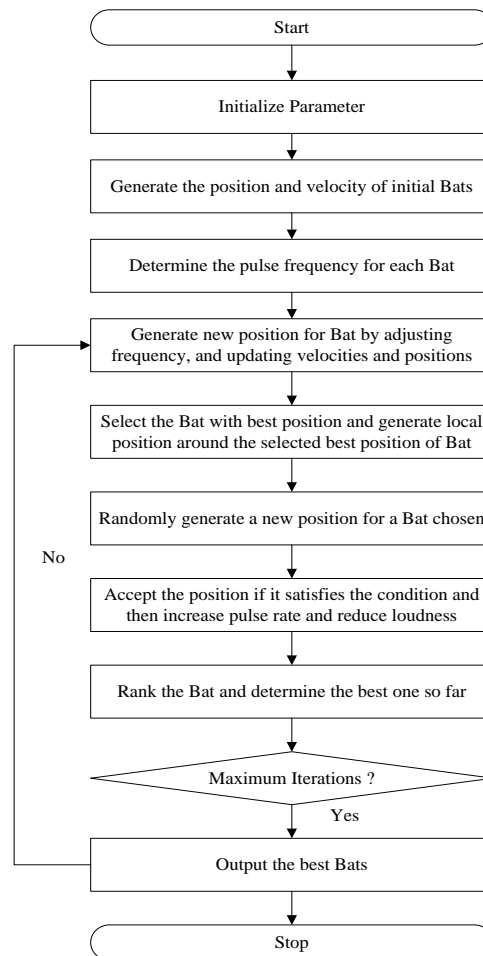 Start
Initialize Parameter
Generate the position and velocity of initial Bats
Determine the pulse frequency for each Bat
Generate new position for Bat by adjusting
frequency, and updating velocities and positions
Select the Bat with best position and generate local
position around the selected best position of Bat
Randomly generate a new position for a Bat chosen
No
Accept the position if it satisfies the condition and
then increase pulse rate and reduce loudness
Rank the Bat and determine the best one so far
Maximum Iterations ?
Yes
Output the best Bats
Stop